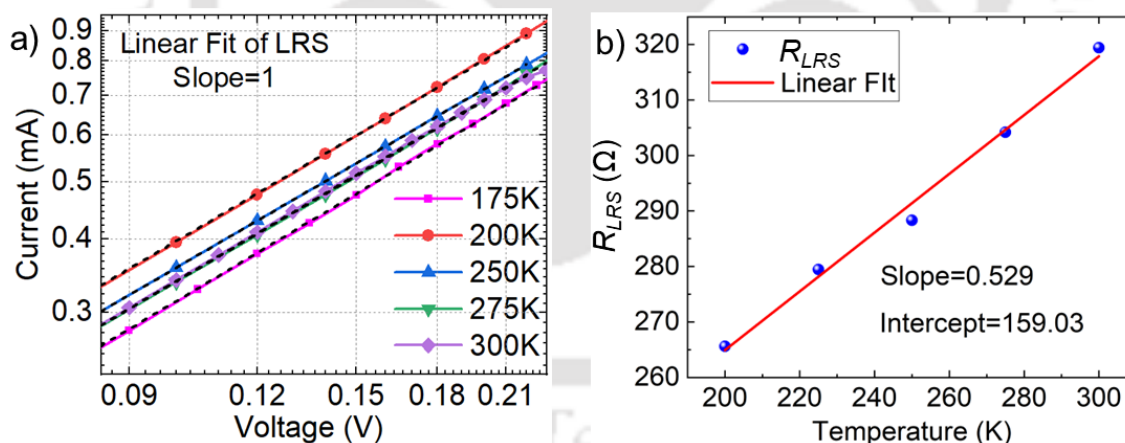 a)
Linear Fit of LRS
Slope=1
0.9
0.8
0.7
0.6
0.5
0.4
0.3
Current (mA)
175K
200K
250K
275K
300K
0.09 0.12 0.15 0.18 0.21
Voltage (V)
b)
R_LRS
Linear FIt
320
310
300
290
280
270
260
R_LRS (Ω)
Slope=0.529
Intercept=159.03
200 220 240 260 280 300
Temperature (K)